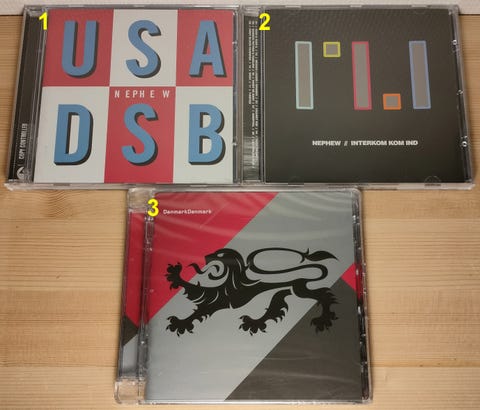 1
USA
NEPHEW
DSB
COPY CONTROLLED
2
NEPHEW // INTERKOM KOM IND
3
DanmarkDenmark